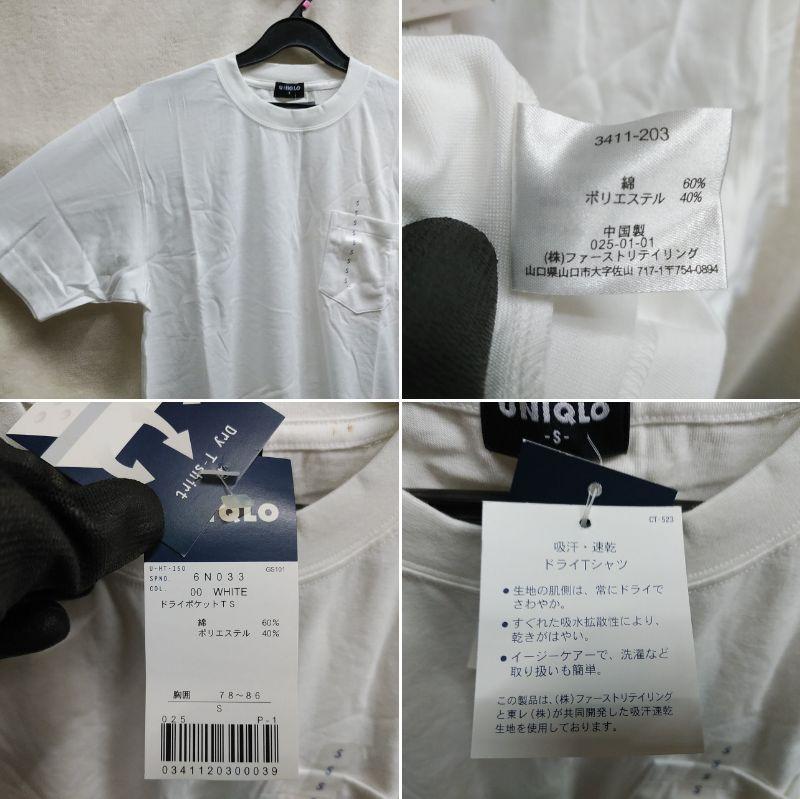 UNIQLO
S
S
S
S
S
S
S
3411-203
綿 60%
ポリエステル 40%
中国製
025-01-01
(株)ファーストリテイリング
山口県山口市大字佐山 717-1〒754-0894
Dry T-shirt
UNIQLO
U-HT-150 GS101
SPNO. 6N033
COL. 00 WHITE
ドライポケットTS
綿 60%
ポリエステル 40%
胸囲 78〜86
S
025 P-1
0341120300039
S
S
S
UNIQLO
-S-
CT-523
吸汗・速乾
ドライTシャツ
●生地の肌側は、常にドライで
さわやか。
●すぐれた吸水拡散性により、
乾きがはやい。
●イージーケアーで、洗濯など
取り扱いも簡単。
この製品は、(株)ファーストリテイリング
と東レ(株)が共同開発した吸汗速乾
生地を使用しております。
S
S
S